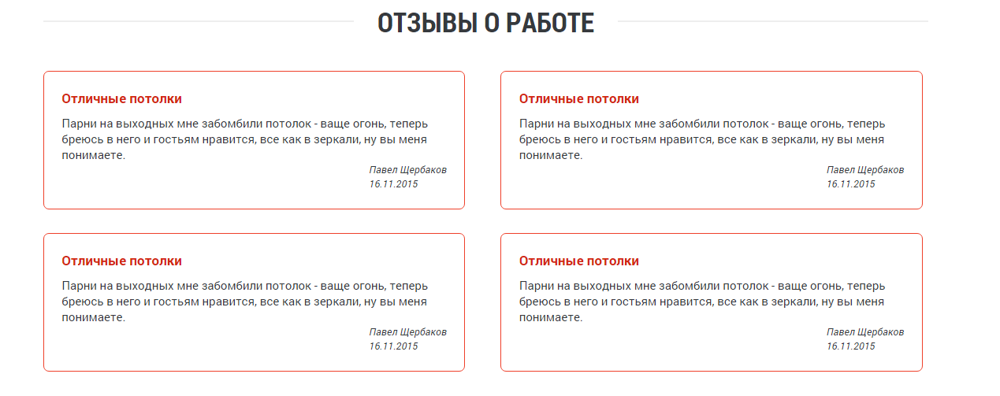 ОТЗЫВЫ О РАБОТЕ
Отличные потолки
Парни на выходных мне забомбили потолок - ваще огонь, теперь
бреюсь в него и гостьям нравится, все как в зеркали, ну вы меня
понимаете.
Павел Щербаков
16.11.2015
Отличные потолки
Парни на выходных мне забомбили потолок - ваще огонь, теперь
бреюсь в него и гостьям нравится, все как в зеркали, ну вы меня
понимаете.
Павел Щербаков
16.11.2015
Отличные потолки
Парни на выходных мне забомбили потолок - ваще огонь, теперь
бреюсь в него и гостьям нравится, все как в зеркали, ну вы меня
понимаете.
Павел Щербаков
16.11.2015
Отличные потолки
Парни на выходных мне забомбили потолок - ваще огонь, теперь
бреюсь в него и гостьям нравится, все как в зеркали, ну вы меня
понимаете.
Павел Щербаков
16.11.2015